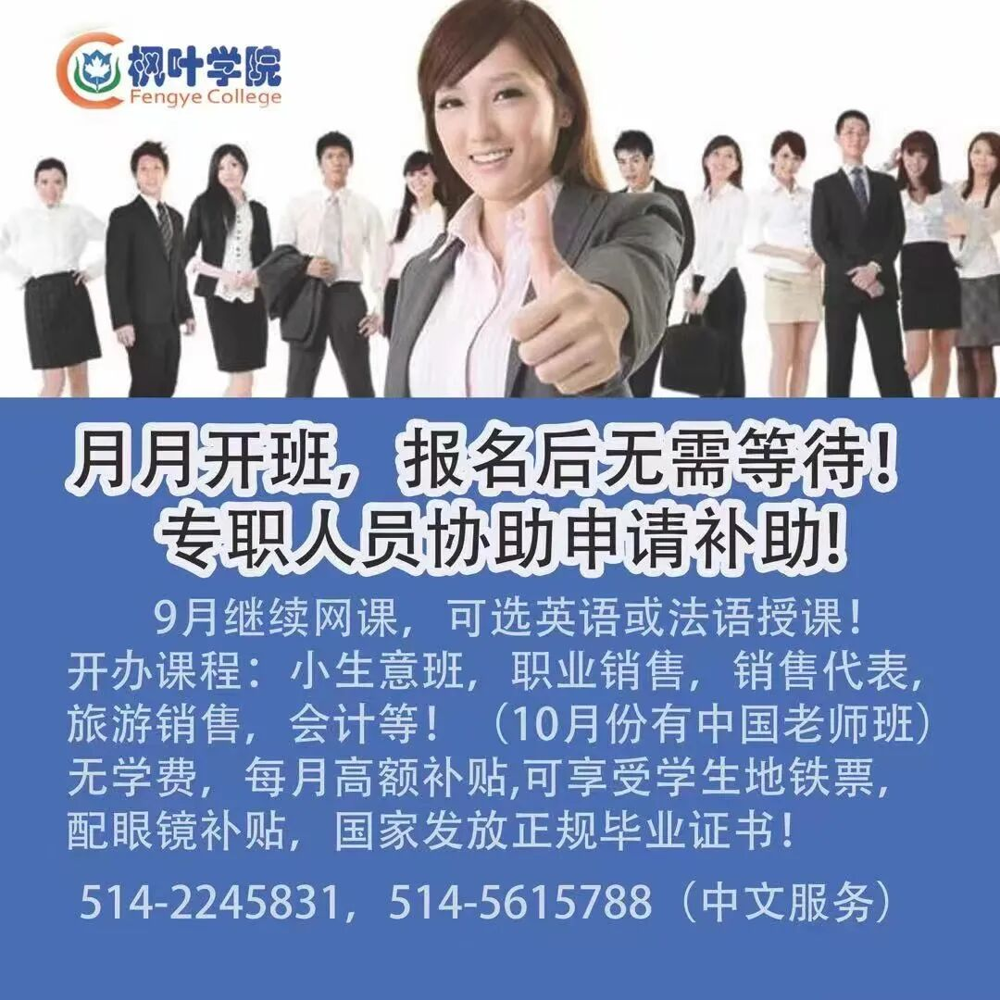 枫叶学院
Fengye College
月月开班，报名后无需等待！
专职人员协助申请补助!
9月继续网课，可选英语或法语授课！
开办课程：小生意班，职业销售，销售代表，
旅游销售，会计等！（10月份有中国老师班）
无学费，每月高额补贴,可享受学生地铁票，
配眼镜补贴，国家发放正规毕业证书！
514-2245831，514-5615788（中文服务）